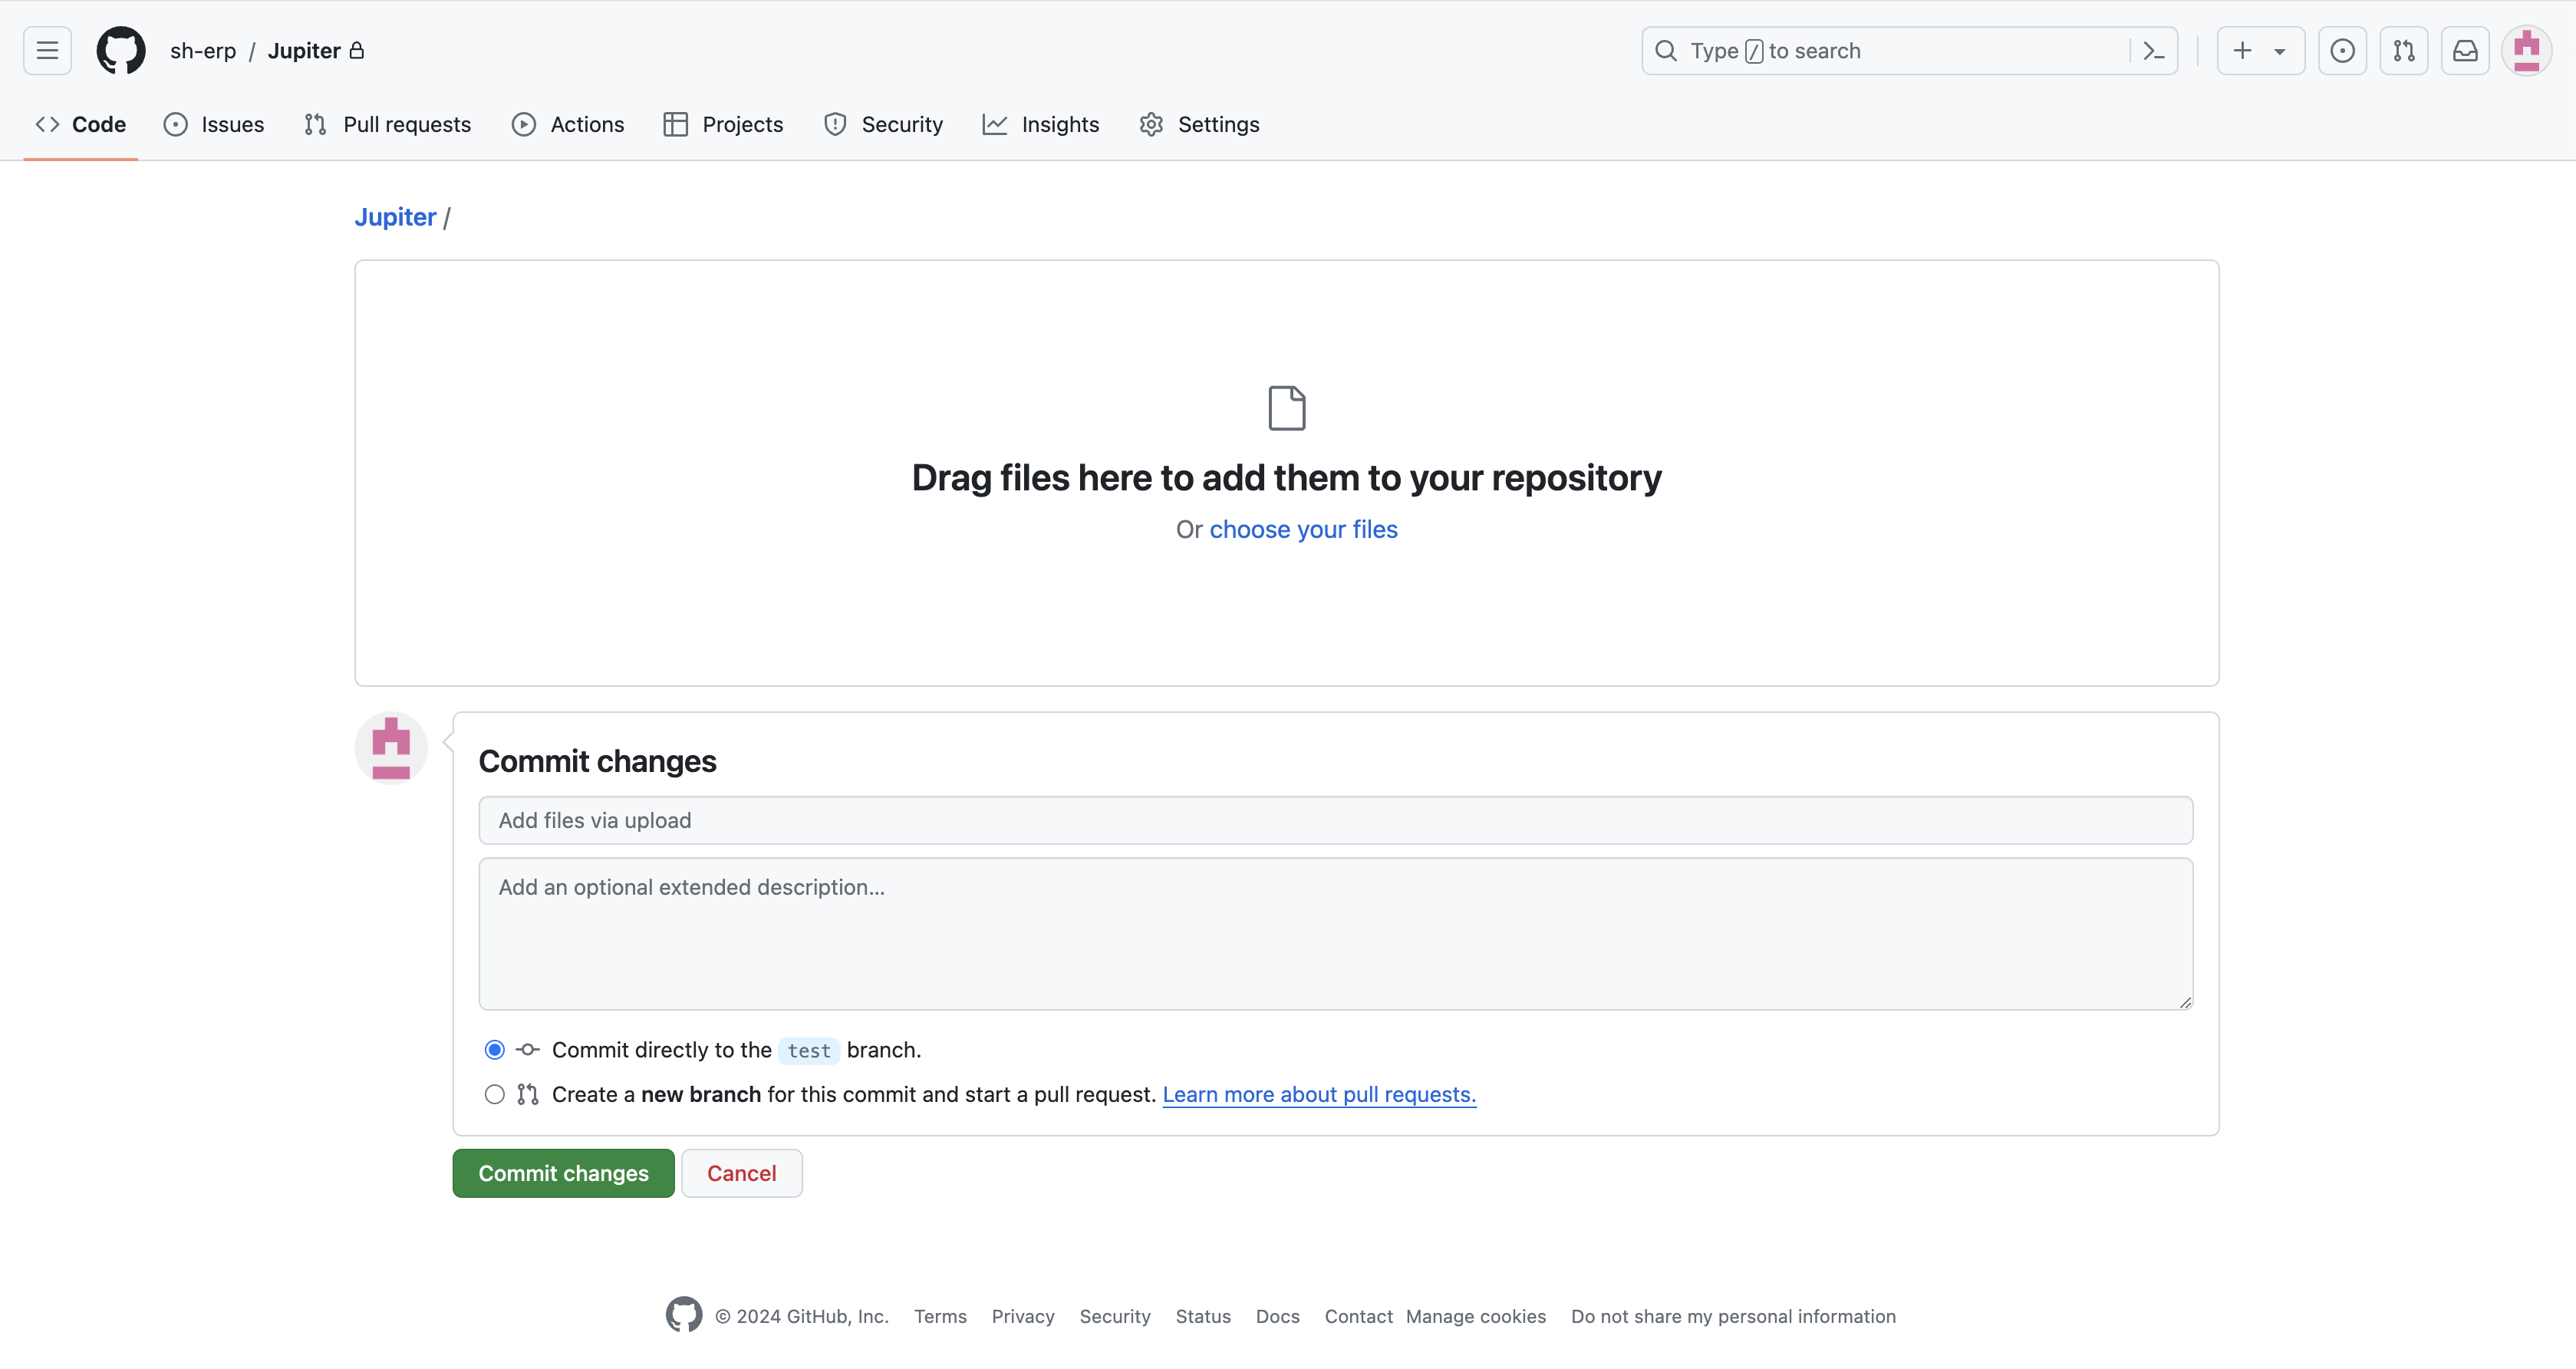 sh-erp / Jupiter
Type / to search
Code Issues Pull requests Actions Projects Security Insights Settings
Jupiter /
Drag files here to add them to your repository
Or choose your files
Commit changes
Add files via upload
Add an optional extended description...
Commit directly to the test branch.
Create a new branch for this commit and start a pull request. Learn more about pull requests.
Commit changes Cancel
© 2024 GitHub, Inc. Terms Privacy Security Status Docs Contact Manage cookies Do not share my personal information